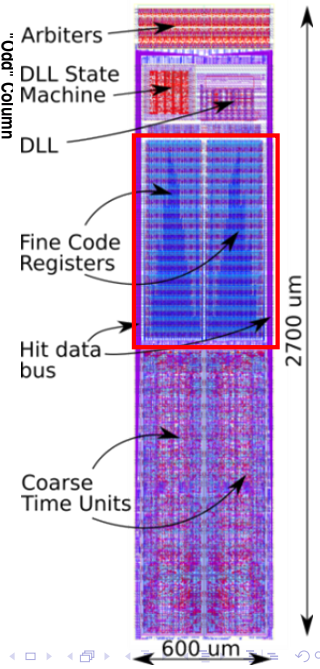 "Odd" Column
Arbiters
DLL State
Machine
DLL
Fine Code
Registers
Hit data
bus
2700 um
Coarse
Time Units
600 um